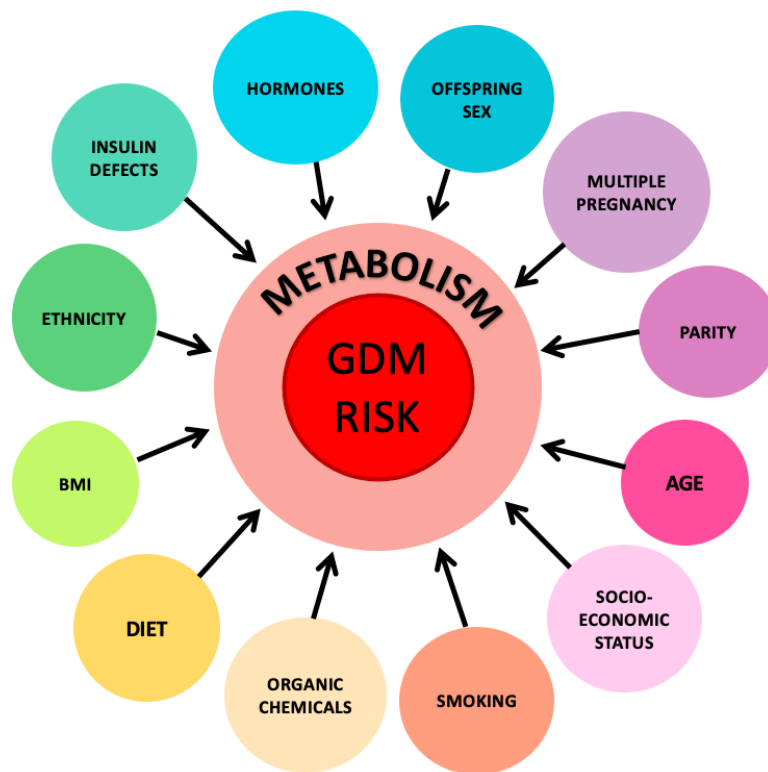 HORMONES
OFFSPRING
SEX
INSULIN
DEFECTS
MULTIPLE
PREGNANCY
METABOLISM
ETHNICITY
PARITY
GDM
RISK
BMI
AGE
DIET
SOCIO-
ECONOMIC
STATUS
ORGANIC
CHEMICALS
SMOKING